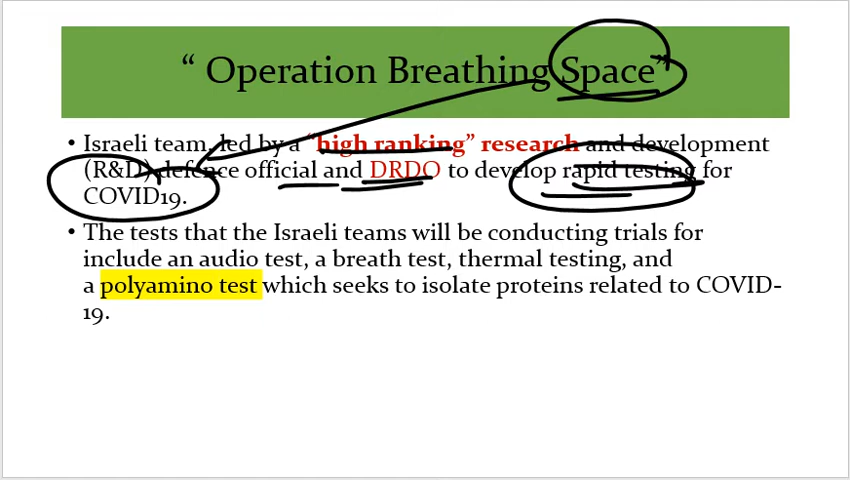 “ Operation Breathing Space”
• Israeli team, led by a “high ranking” research and development
(R&D) defence official and DRDO to develop rapid testing for
COVID19.
• The tests that the Israeli teams will be conducting trials for
include an audio test, a breath test, thermal testing, and
a polyamino test which seeks to isolate proteins related to COVID-
19.